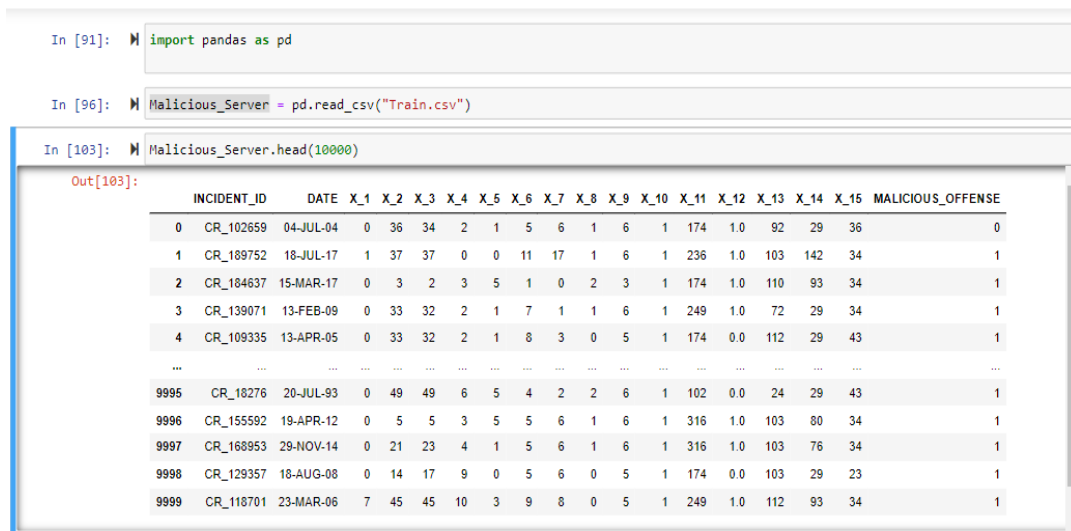 In [91]: import pandas as pd
In [96]: Malicious_Server = pd.read_csv("Train.csv")
In [103]: Malicious_Server.head(10000)
Out[103]:
INCIDENT_ID DATE X_1 X_2 X_3 X_4 X_5 X_6 X_7 X_8 X_9 X_10 X_11 X_12 X_13 X_14 X_15 MALICIOUS_OFFENSE
0 CR_102659 04-JUL-04 0 36 34 2 1 5 6 1 6 1 174 1.0 92 29 36 0
1 CR_189752 18-JUL-17 1 37 37 0 0 11 17 1 6 1 236 1.0 103 142 34 1
2 CR_184637 15-MAR-17 0 3 2 3 5 1 0 2 3 1 174 1.0 110 93 34 1
3 CR_139071 13-FEB-09 0 33 32 2 1 7 1 1 6 1 249 1.0 72 29 34 1
4 CR_109335 13-APR-05 0 33 32 2 1 8 3 0 5 1 174 0.0 112 29 43 1
... ... ... ... ... ... ... ... ... ... ... ... ... ... ... ... ... ... ...
9995 CR_18276 20-JUL-93 0 49 49 6 5 4 2 2 6 1 102 0.0 24 29 43 1
9996 CR_155592 19-APR-12 0 5 5 3 5 5 6 1 6 1 316 1.0 103 80 34 1
9997 CR_168953 29-NOV-14 0 21 23 4 1 5 6 1 6 1 316 1.0 103 76 34 1
9998 CR_129357 18-AUG-08 0 14 17 9 0 5 6 0 5 1 174 0.0 103 29 23 1
9999 CR_118701 23-MAR-06 7 45 45 10 3 9 8 0 5 1 249 1.0 112 93 34 1